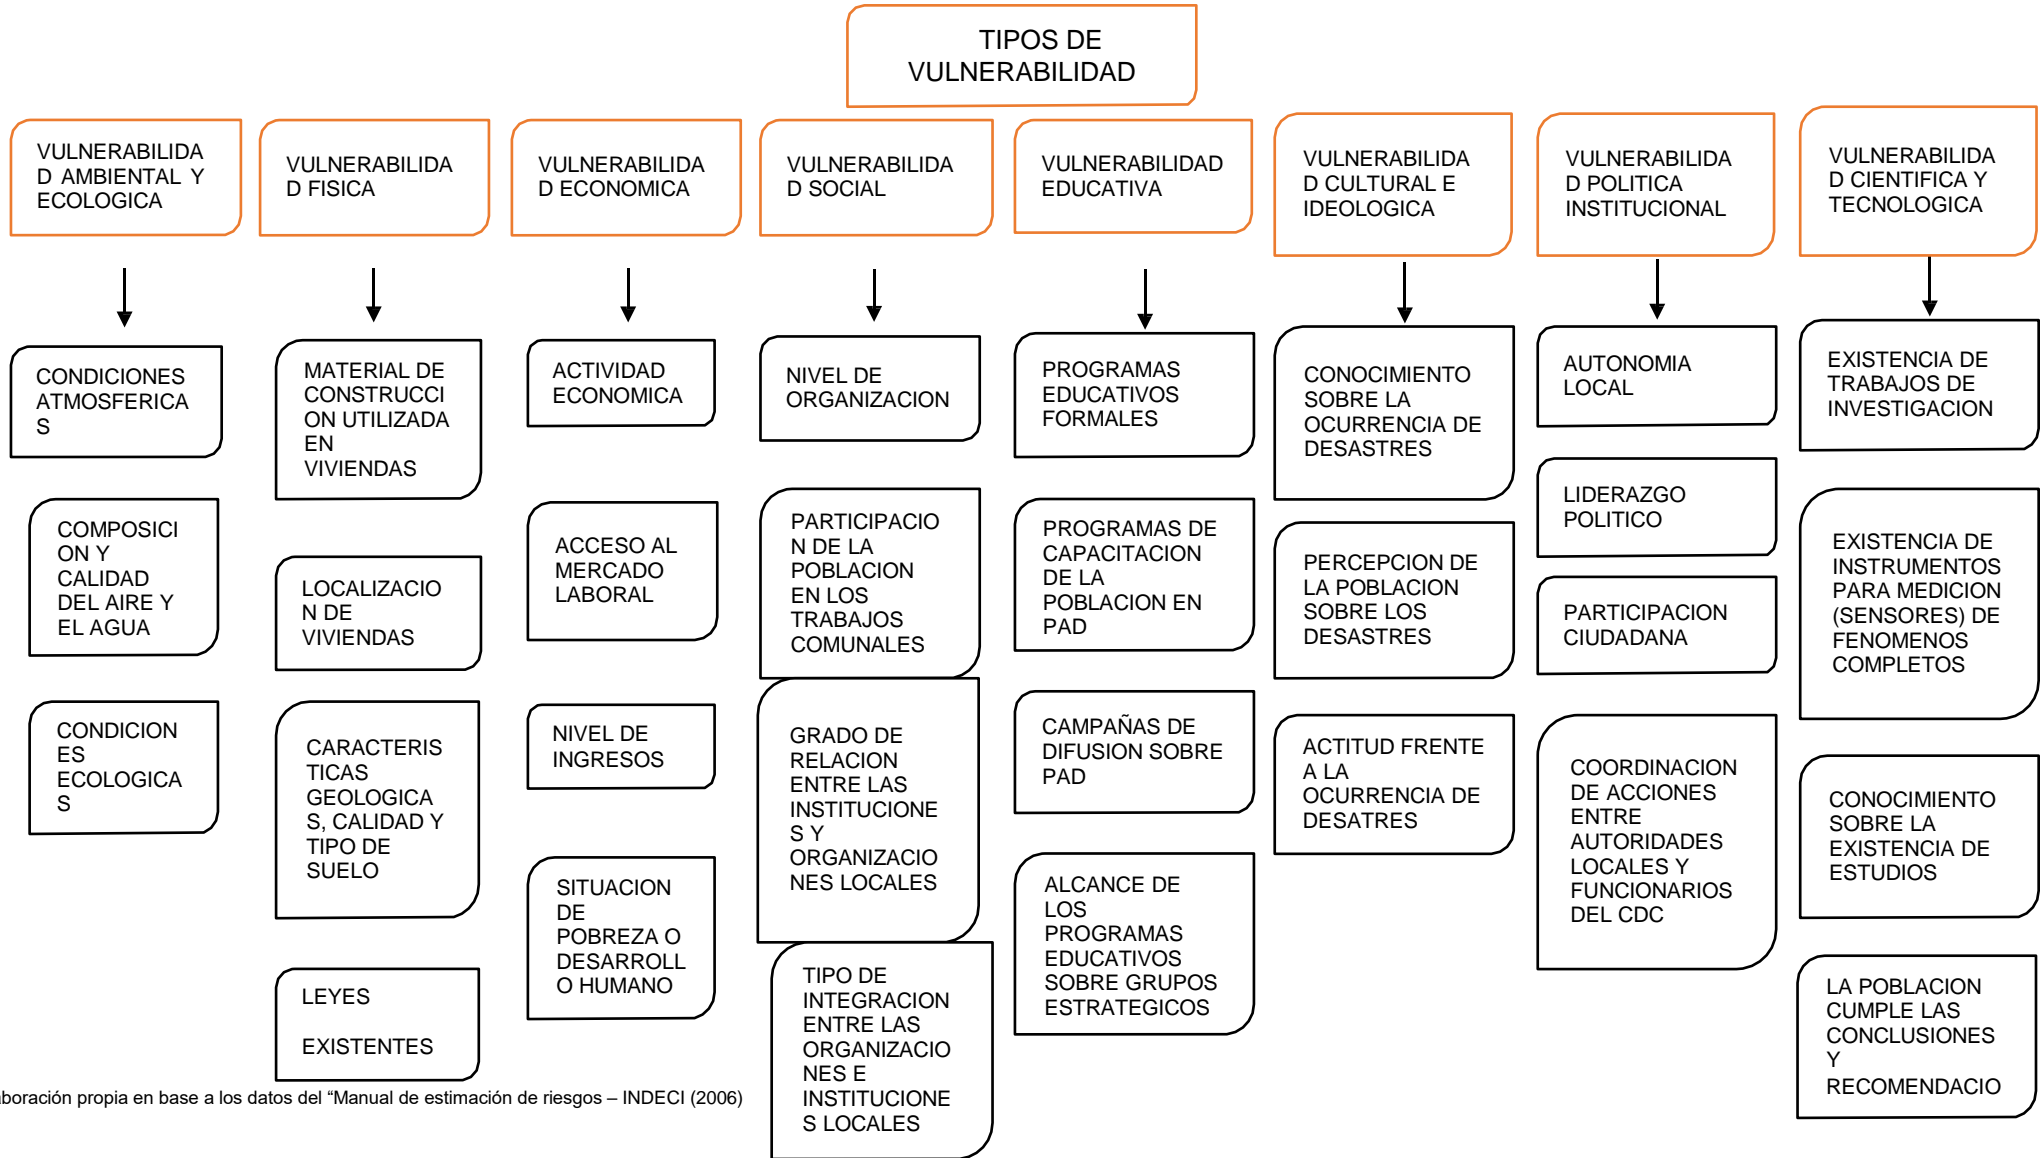 TIPOS DE
VULNERABILIDAD
VULNERABILIDA
D AMBIENTAL Y
ECOLOGICA
VULNERABILIDA
D FISICA
VULNERABILIDA
D ECONOMICA
VULNERABILIDA
D SOCIAL
VULNERABILIDAD
EDUCATIVA
VULNERABILIDA
D CULTURAL E
IDEOLOGICA
VULNERABILIDA
D POLITICA
INSTITUCIONAL
VULNERABILIDA
D CIENTIFICA Y
TECNOLOGICA
CONDICIONES
ATMOSFERICA
S
COMPOSICI
ON Y
CALIDAD
DEL AIRE Y
EL AGUA
CONDICION
ES
ECOLOGICA
S
MATERIAL DE
CONSTRUCCI
ON UTILIZADA
EN
VIVIENDAS
LOCALIZACIO
N DE
VIVIENDAS
CARACTERIS
TICAS
GEOLOGICA
S, CALIDAD Y
TIPO DE
SUELO
LEYES
EXISTENTES
ACTIVIDAD
ECONOMICA
ACCESO AL
MERCADO
LABORAL
NIVEL DE
INGRESOS
SITUACION
DE
POBREZA O
DESARROLL
O HUMANO
NIVEL DE
ORGANIZACION
PARTICIPACIO
N DE LA
POBLACION
EN LOS
TRABAJOS
COMUNALES
GRADO DE
RELACION
ENTRE LAS
INSTITUCIONE
S Y
ORGANIZACIO
NES LOCALES
TIPO DE
INTEGRACION
ENTRE LAS
ORGANIZACIO
NES E
INSTITUCIONE
S LOCALES
PROGRAMAS
EDUCATIVOS
FORMALES
PROGRAMAS DE
CAPACITACION
DE LA
POBLACION EN
PAD
CAMPAÑAS DE
DIFUSION SOBRE
PAD
ALCANCE DE
LOS
PROGRAMAS
EDUCATIVOS
SOBRE GRUPOS
ESTRATEGICOS
CONOCIMIENTO
SOBRE LA
OCURRENCIA DE
DESASTRES
PERCEPCION DE
LA POBLACION
SOBRE LOS
DESASTRES
ACTITUD FRENTE
A LA
OCURRENCIA DE
DESATRES
AUTONOMIA
LOCAL
LIDERAZGO
POLITICO
PARTICIPACION
CIUDADANA
COORDINACION
DE ACCIONES
ENTRE
AUTORIDADES
LOCALES Y
FUNCIONARIOS
DEL CDC
EXISTENCIA DE
TRABAJOS DE
INVESTIGACION
EXISTENCIA DE
INSTRUMENTOS
PARA MEDICION
(SENSORES) DE
FENOMENOS
COMPLETOS
CONOCIMIENTO
SOBRE LA
EXISTENCIA DE
ESTUDIOS
LA POBLACION
CUMPLE LAS
CONCLUSIONES
Y
RECOMENDACIO
boración propia en base a los datos del “Manual de estimación de riesgos – INDECI (2006)